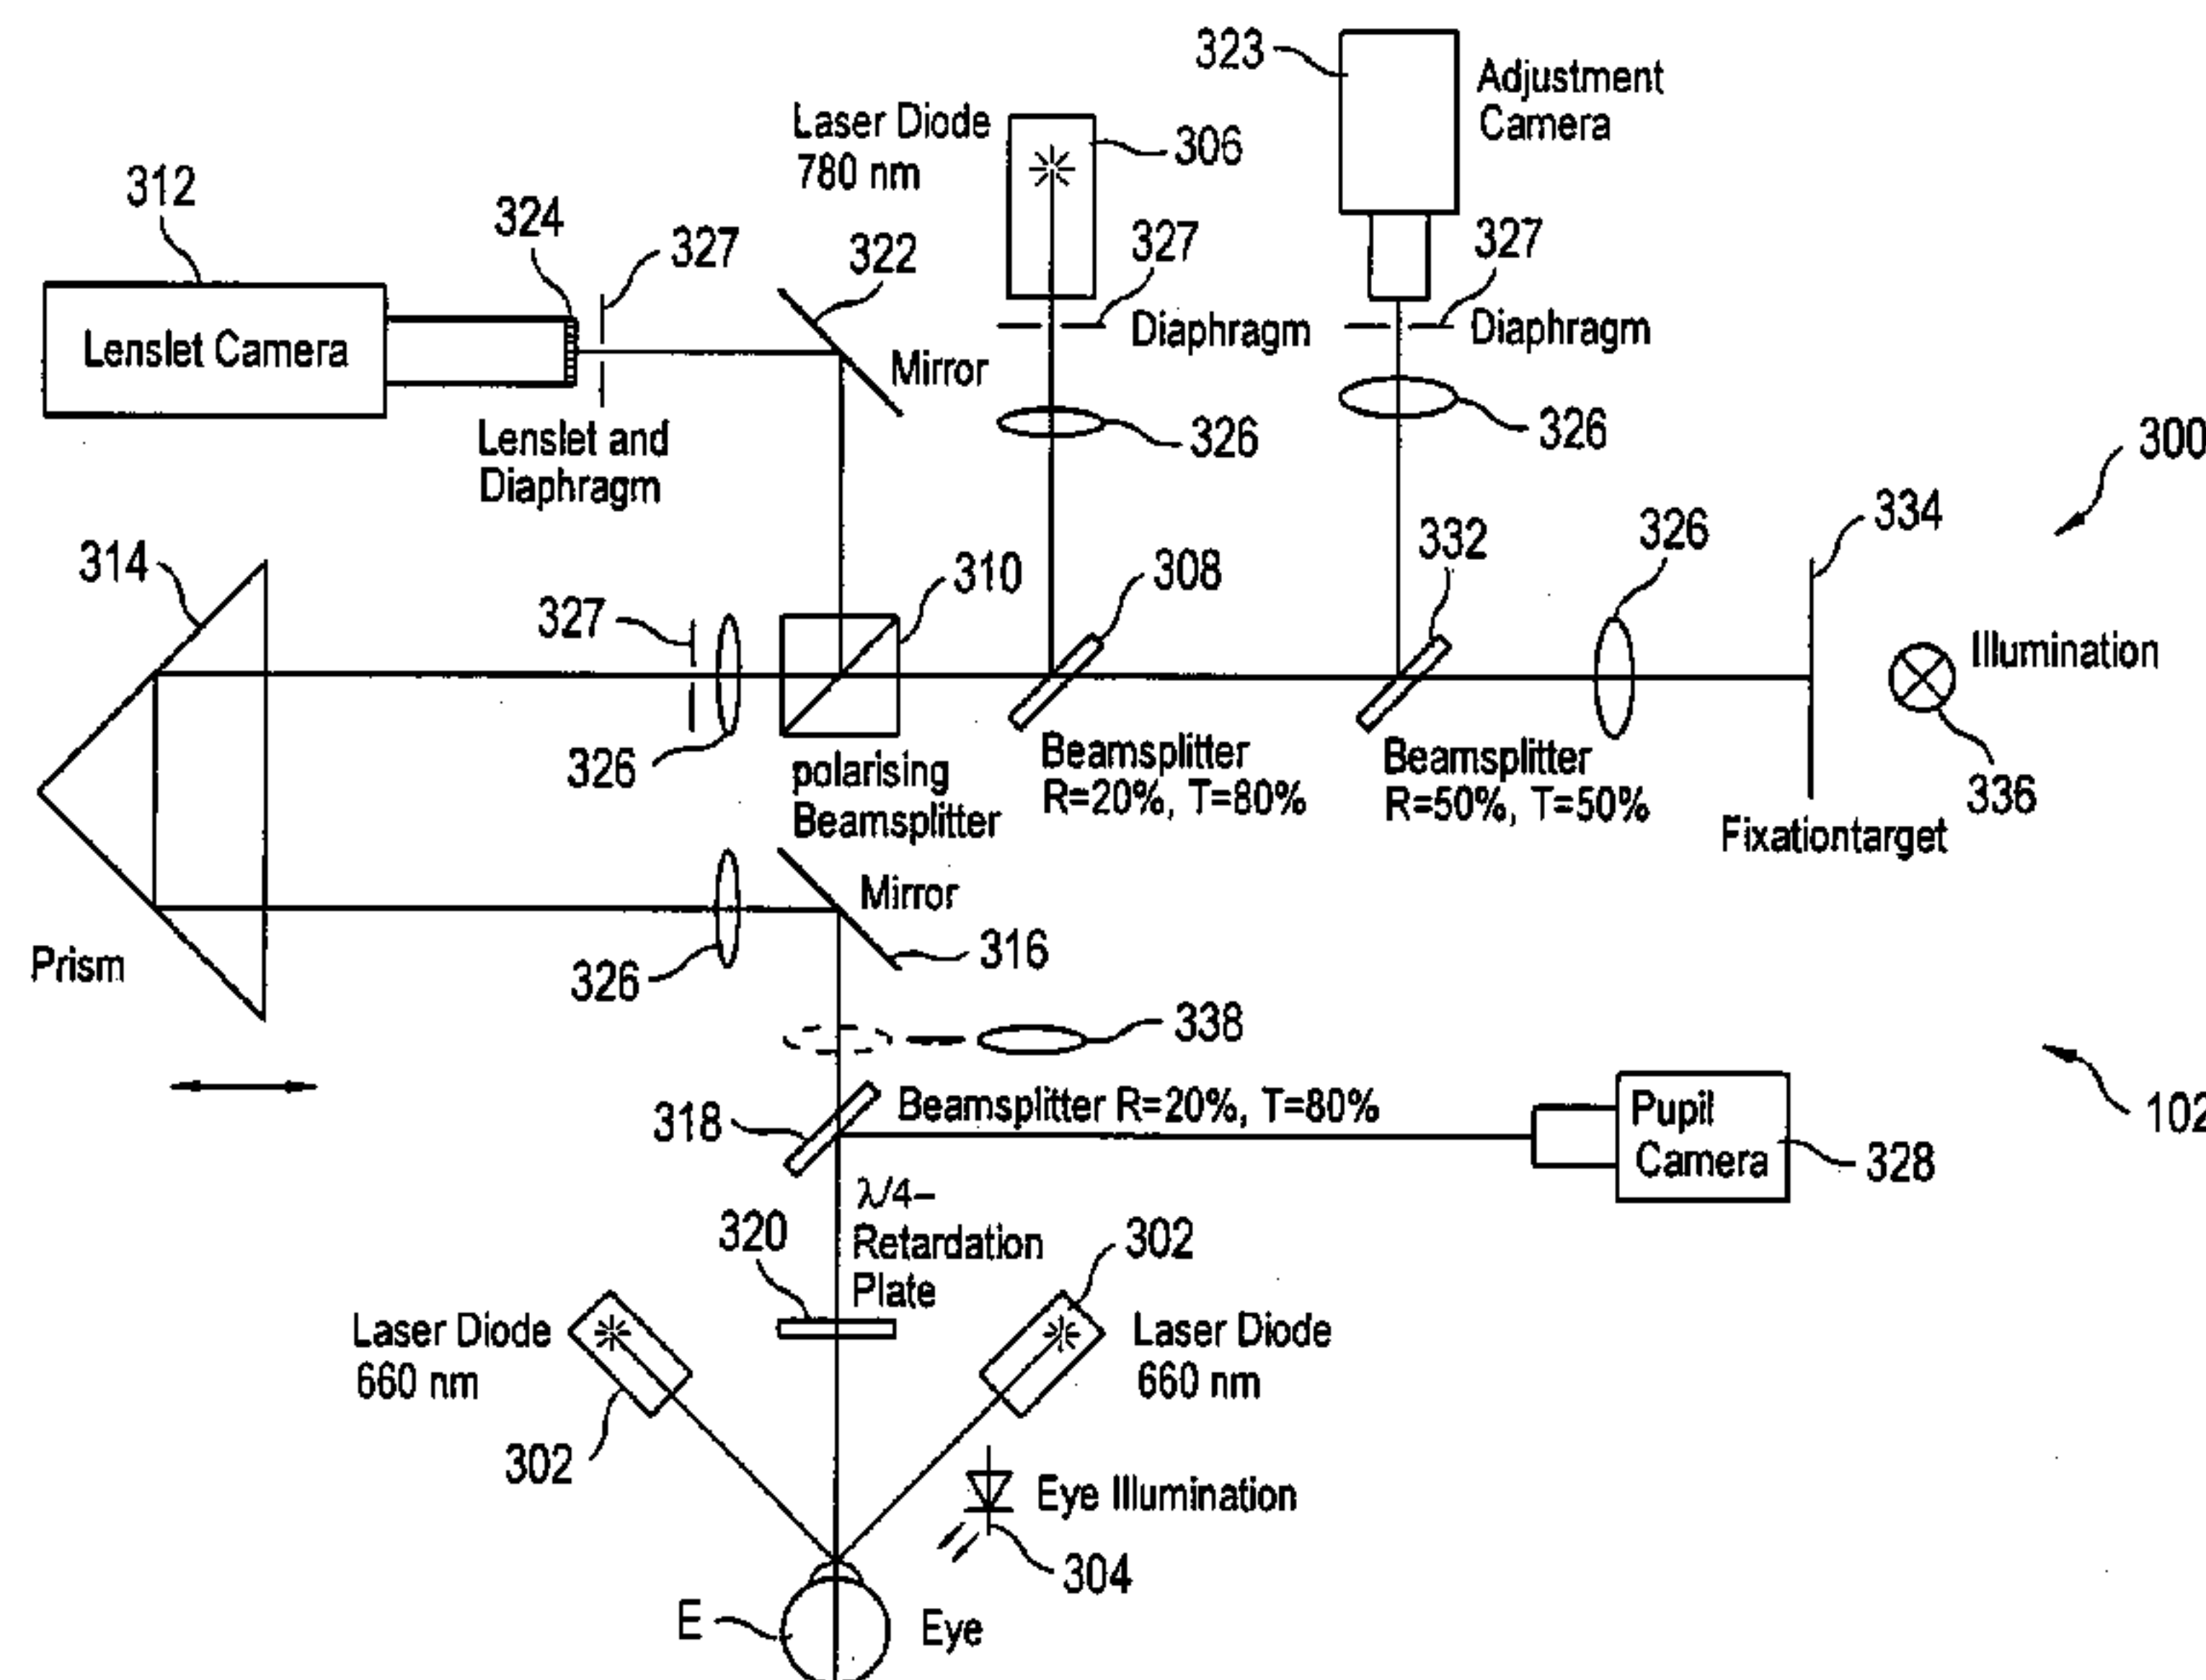 323
Adjustment
Camera
Laser Diode
780 nm
306
312
324
327
322
327
327
Lenslet Camera
Mirror
Diaphragm
Diaphragm
Lenslet and
Diaphragm
326
326
300
314
327
310
308
332
326
334
Illumination
326
polarising
Beamsplitter
Beamsplitter
R=20%, T=80%
Beamsplitter
R=50%, T=50%
336
Fixationtarget
Mirror
Prism
326
316
338
318
Beamsplitter R=20%, T=80%
Pupil
Camera
328
102
λ/4–
Retardation
Plate
320
302
Laser Diode
660 nm
Laser Diode
660 nm
302
Eye Illumination
304
E
Eye